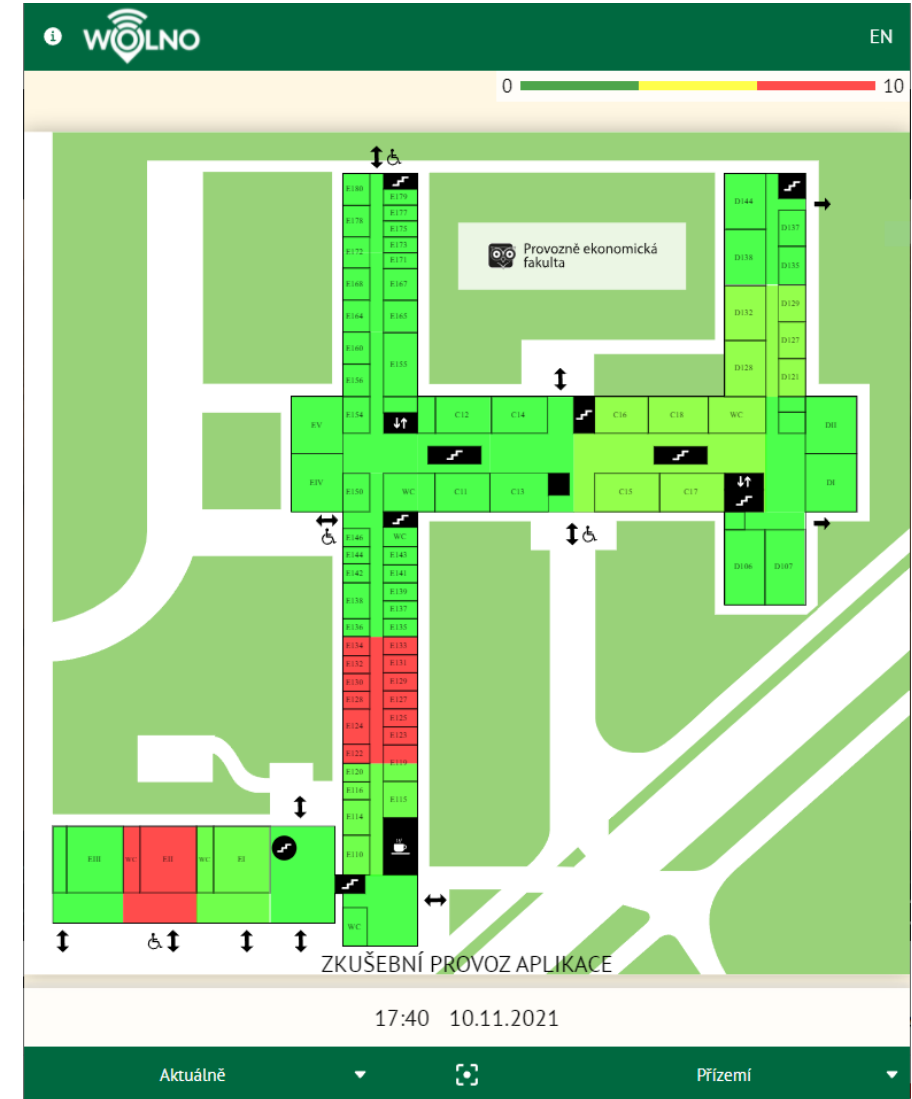 i WOLNO EN
0 10
E180
E179
E177
E178
E175
E173
E172
E171
E168 E167
E164 E165
E160
E155
E156
Provozně ekonomická
fakulta
D144
D137
D138 D135
D132 D129
D127
D128 D121
EV E154 C12 C14 C16 C18 WC DII
EIV E150 WC C11 C13 C15 C17 DI
E146 WC
E144 E143
E142 E141
E139
E138
E137
E136 E135
D106 D107
E134 E133
E132 E131
E130 E129
E128 E127
E125
E124
E123
E122
E119
E120
E116
E115
E114
E110
EIII WC EII WC EI
WC
ZKUŠEBNÍ PROVOZ APLIKACE
17:40 10.11.2021
Aktuálně Přízemí